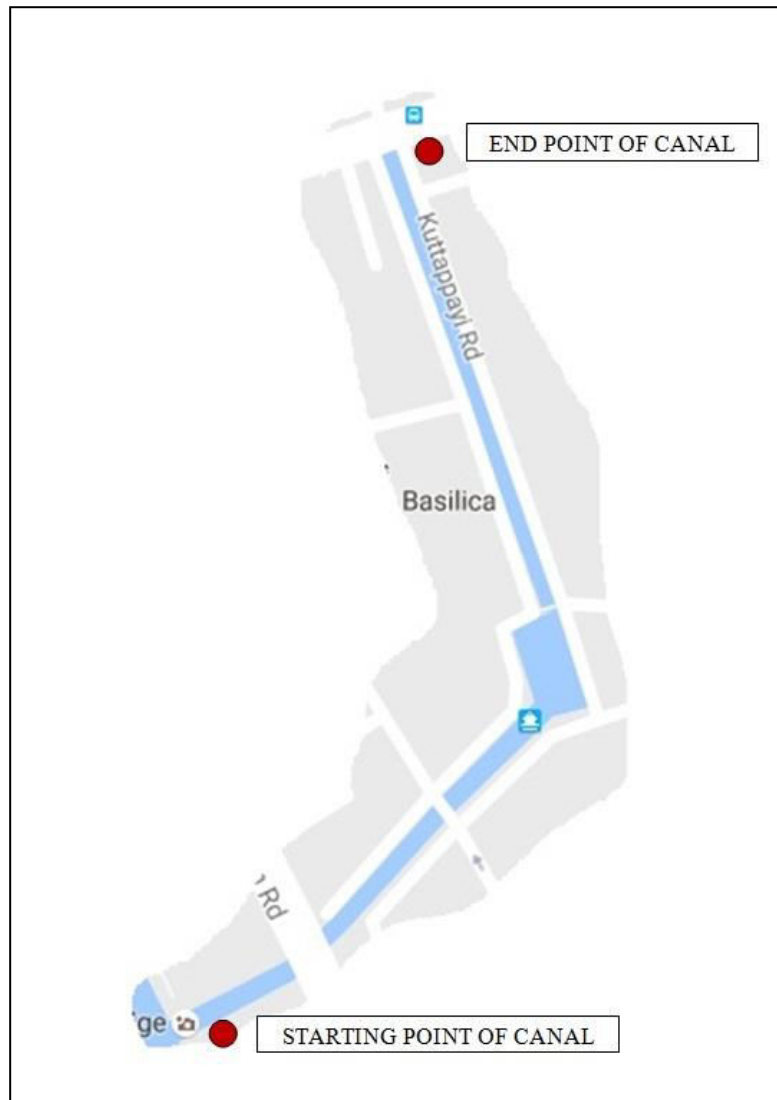 END POINT OF CANAL
Kuttappayi Rd
Basilica
Rd
ge
STARTING POINT OF CANAL